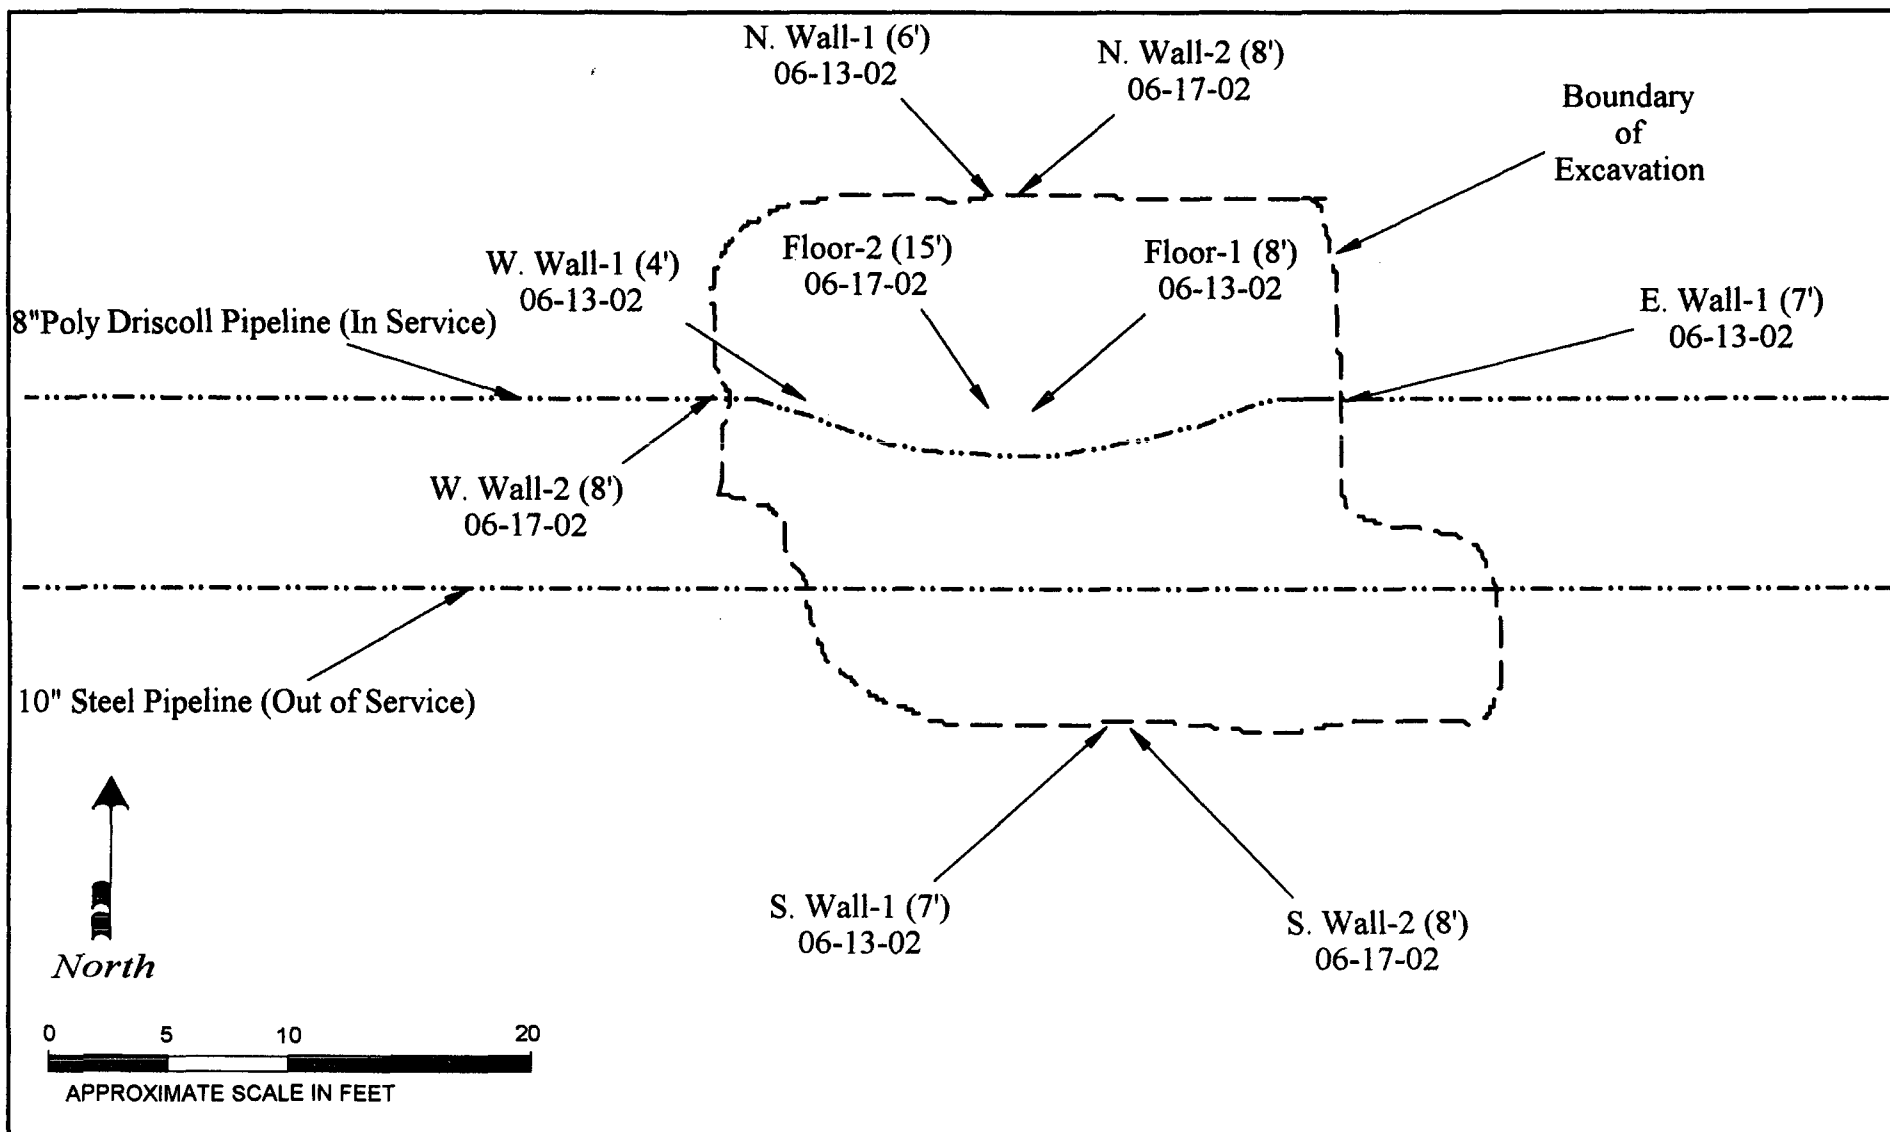 N. Wall-1 (6')
06-13-02
N. Wall-2 (8')
06-17-02
Boundary
of
Excavation
W. Wall-1 (4')
06-13-02
Floor-2 (15')
06-17-02
Floor-1 (8')
06-13-02
E. Wall-1 (7')
06-13-02
8"Poly Driscoll Pipeline (In Service)
W. Wall-2 (8')
06-17-02
10" Steel Pipeline (Out of Service)
S. Wall-1 (7')
06-13-02
S. Wall-2 (8')
06-17-02
North
0 5 10 20
APPROXIMATE SCALE IN FEET